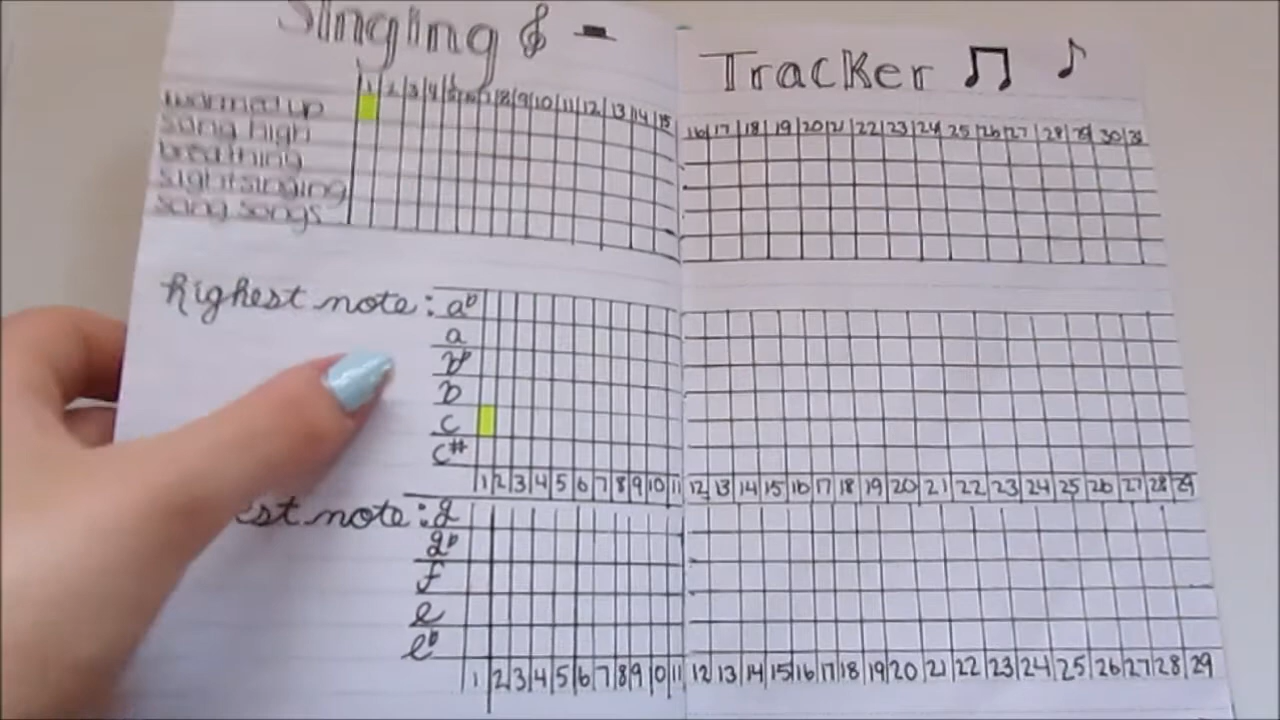 Singing Tracker
1 2 3 4 5 6 7 8 9 10 11 12 13 14 15 16 17 18 19 20 21 22 23 24 25 26 27 28 29 30 31
warmed up
sang high
breathing
sightsinging
sang songs
highest note: a♭
a
b♭
b
c
c#
1 2 3 4 5 6 7 8 9 10 11 12 13 14 15 16 17 18 19 20 21 22 23 24 25 26 27 28 29
est note: g
g♭
f
e
e♭
1 2 3 4 5 6 7 8 9 10 11 12 13 14 15 16 17 18 19 20 21 22 23 24 25 26 27 28 29